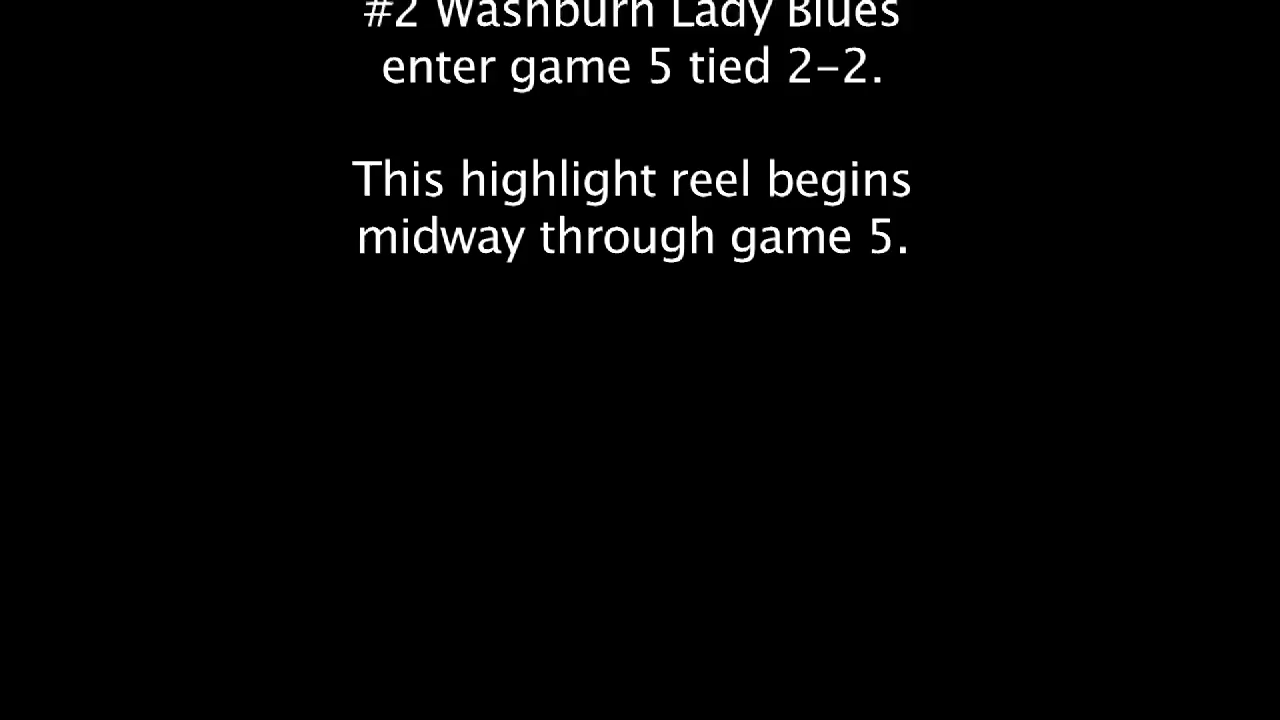 #2 Washburn Lady Blues
enter game 5 tied 2-2.
This highlight reel begins
midway through game 5.